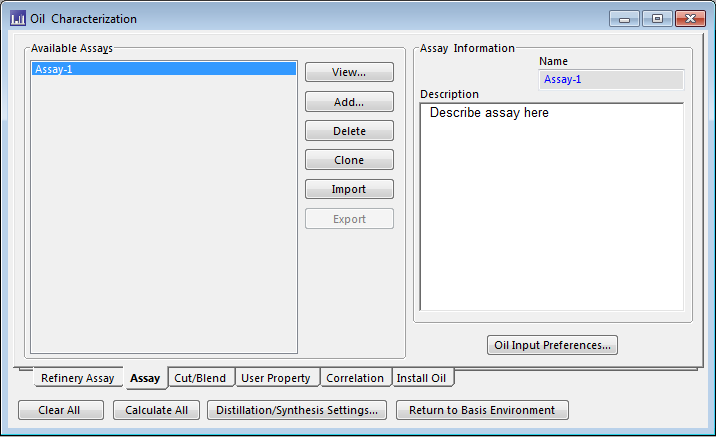 Oil Characterization
Available Assays
Assay-1
View...
Add...
Delete
Clone
Import
Export
Assay Information
Name
Assay-1
Description
Describe assay here
Oil Input Preferences...
Refinery Assay
Assay
Cut/Blend
User Property
Correlation
Install Oil
Clear All
Calculate All
Distillation/Synthesis Settings...
Return to Basis Environment